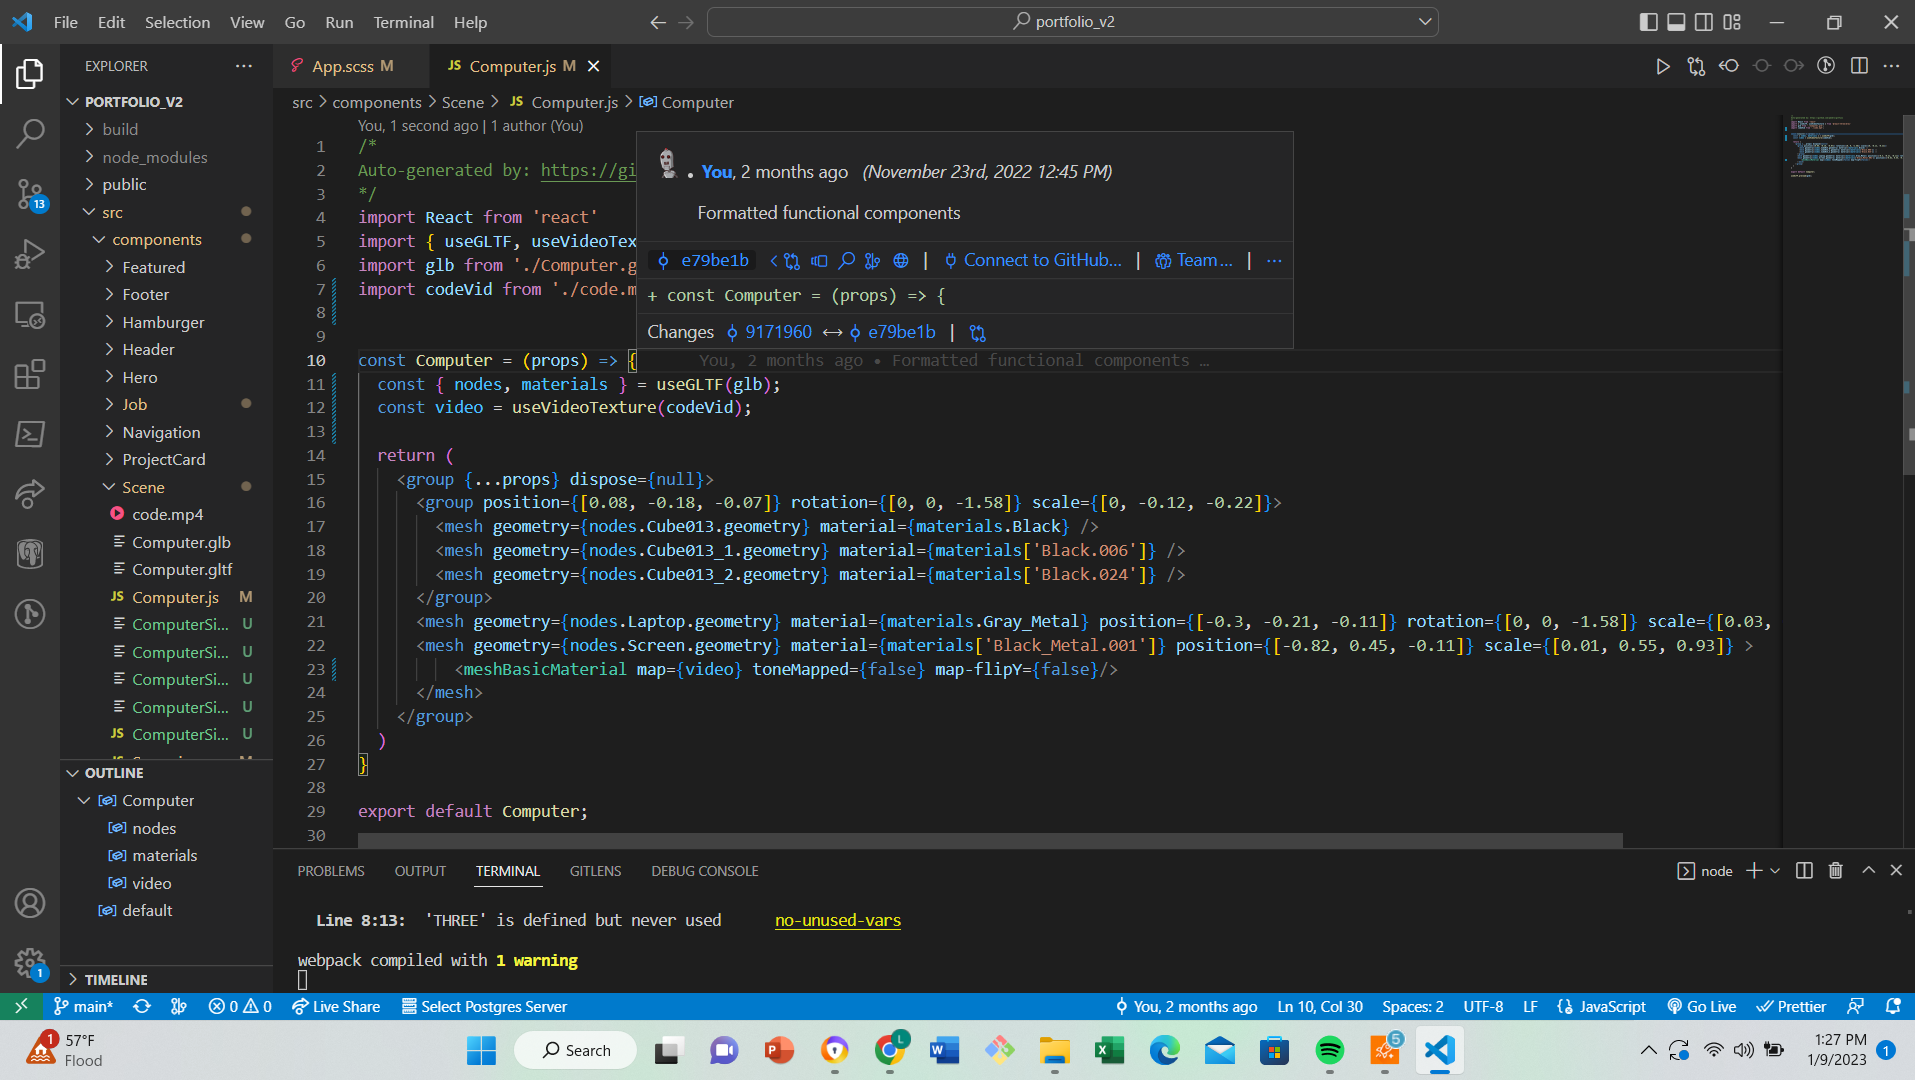 File Edit Selection View Go Run Terminal Help
portfolio_v2
EXPLORER
PORTFOLIO_V2
build
node_modules
public
src
components
Featured
Footer
Hamburger
Header
Hero
Job
Navigation
ProjectCard
Scene
code.mp4
Computer.glb
Computer.gltf
Computer.js M
ComputerSi... U
ComputerSi... U
ComputerSi... U
ComputerSi... U
ComputerSi... U
OUTLINE
Computer
nodes
materials
video
default
TIMELINE
13
1
App.scss M
JS Computer.js M
src > components > Scene > JS Computer.js > Computer
You, 1 second ago | 1 author (You)
1 /*
2 Auto-generated by: https://gi
3 */
4 import React from 'react'
5 import { useGLTF, useVideoTex
6 import glb from './Computer.g
7 import codeVid from './code.m
8
9
10 const Computer = (props) => { You, 2 months ago • Formatted functional components …
11 const { nodes, materials } = useGLTF(glb);
12 const video = useVideoTexture(codeVid);
13
14 return (
15 <group {...props} dispose={null}>
16 <group position={[0.08, -0.18, -0.07]} rotation={[0, 0, -1.58]} scale={[0, -0.12, -0.22]}>
17 <mesh geometry={nodes.Cube013.geometry} material={materials.Black} />
18 <mesh geometry={nodes.Cube013_1.geometry} material={materials['Black.006']} />
19 <mesh geometry={nodes.Cube013_2.geometry} material={materials['Black.024']} />
20 </group>
21 <mesh geometry={nodes.Laptop.geometry} material={materials.Gray_Metal} position={[-0.3, -0.21, -0.11]} rotation={[0, 0, -1.58]} scale={[0.03,
22 <mesh geometry={nodes.Screen.geometry} material={materials['Black_Metal.001']} position={[-0.82, 0.45, -0.11]} scale={[0.01, 0.55, 0.93]} >
23 <meshBasicMaterial map={video} toneMapped={false} map-flipY={false}/>
24 </mesh>
25 </group>
26 )
27 }
28
29 export default Computer;
30
You, 2 months ago (November 23rd, 2022 12:45 PM)
Formatted functional components
e79be1b | Connect to GitHub... | Team... | ...
+ const Computer = (props) => {
Changes 9171960 ↔ e79be1b |
PROBLEMS OUTPUT TERMINAL GITLENS DEBUG CONSOLE
node
Line 8:13: 'THREE' is defined but never used no-unused-vars
webpack compiled with 1 warning
main* 0 0 Live Share Select Postgres Server
You, 2 months ago Ln 10, Col 30 Spaces: 2 UTF-8 LF JavaScript Go Live Prettier
1
57°F
Flood
Search
L
5
1:27 PM
1/9/2023
1